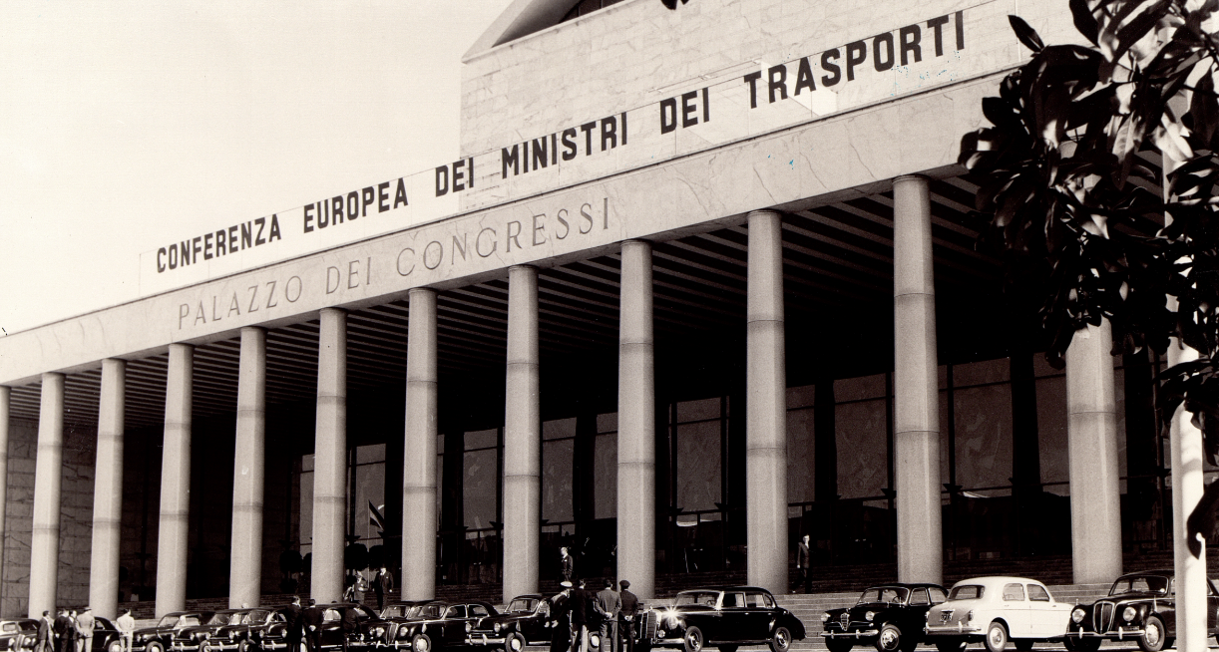 CONFERENZA EUROPEA DEI MINISTRI DEI TRASPORTI
PALAZZO DEI CONGRESSI